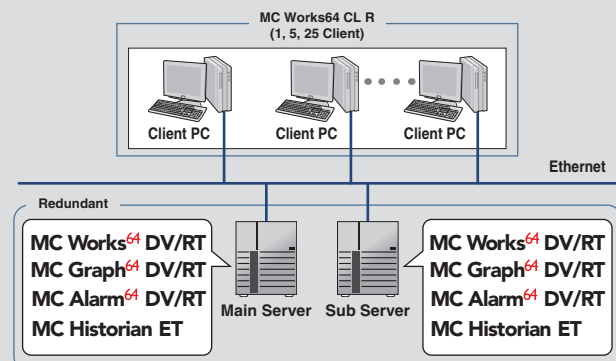 MC Works64 CL R
(1, 5, 25 Client)
Client PC
Client PC
Client PC
Ethernet
Redundant
MC Works64 DV/RT
MC Graph64 DV/RT
MC Alarm64 DV/RT
MC Historian ET
Main Server
Sub Server
MC Works64 DV/RT
MC Graph64 DV/RT
MC Alarm64 DV/RT
MC Historian ET